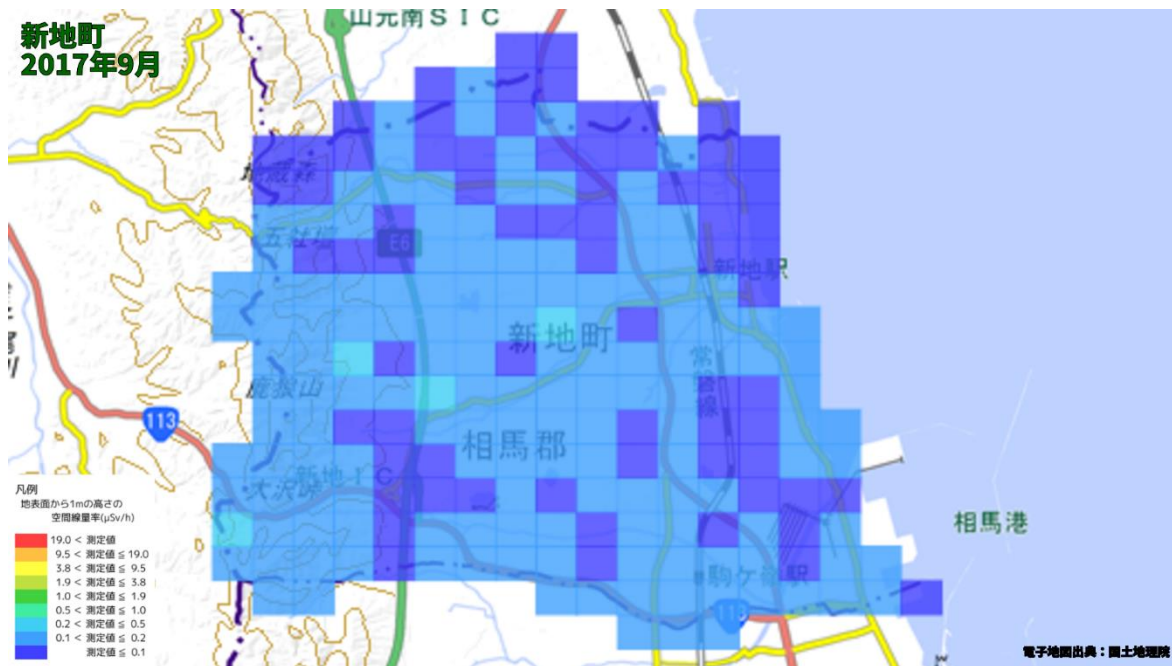 新地町
2017年9月
山元南SIC
地蔵森
五社壇
E6
新地駅
新地町
常磐線
鹿狼山
113
相馬郡
新地IC
大沢峠
相馬港
駒ケ嶺駅
113
凡例
地表面から1mの高さの
空間線量率(μSv/h)
19.0 < 測定値
9.5 < 測定値 ≦ 19.0
3.8 < 測定値 ≦ 9.5
1.9 < 測定値 ≦ 3.8
1.0 < 測定値 ≦ 1.9
0.5 < 測定値 ≦ 1.0
0.2 < 測定値 ≦ 0.5
0.1 < 測定値 ≦ 0.2
測定値 ≦ 0.1
電子地図出典：国土地理院